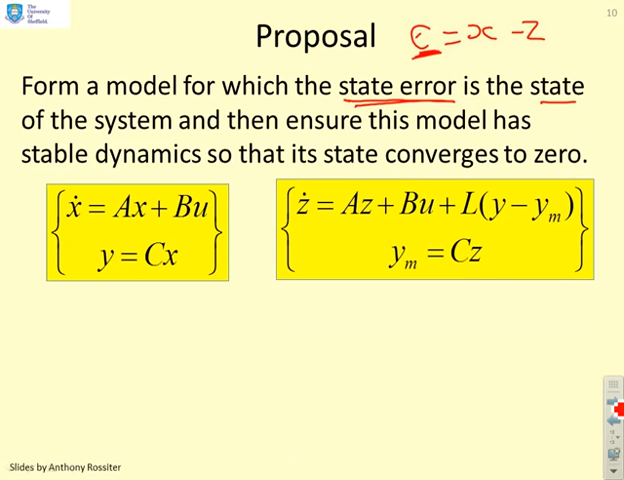 The
University
Of
Sheffield.
10
Proposal e = x - z
Form a model for which the state error is the state
of the system and then ensure this model has
stable dynamics so that its state converges to zero.
ẋ = Ax + Bu
y = Cx
ż = Az + Bu + L(y − yₘ)
yₘ = Cz
Slides by Anthony Rossiter